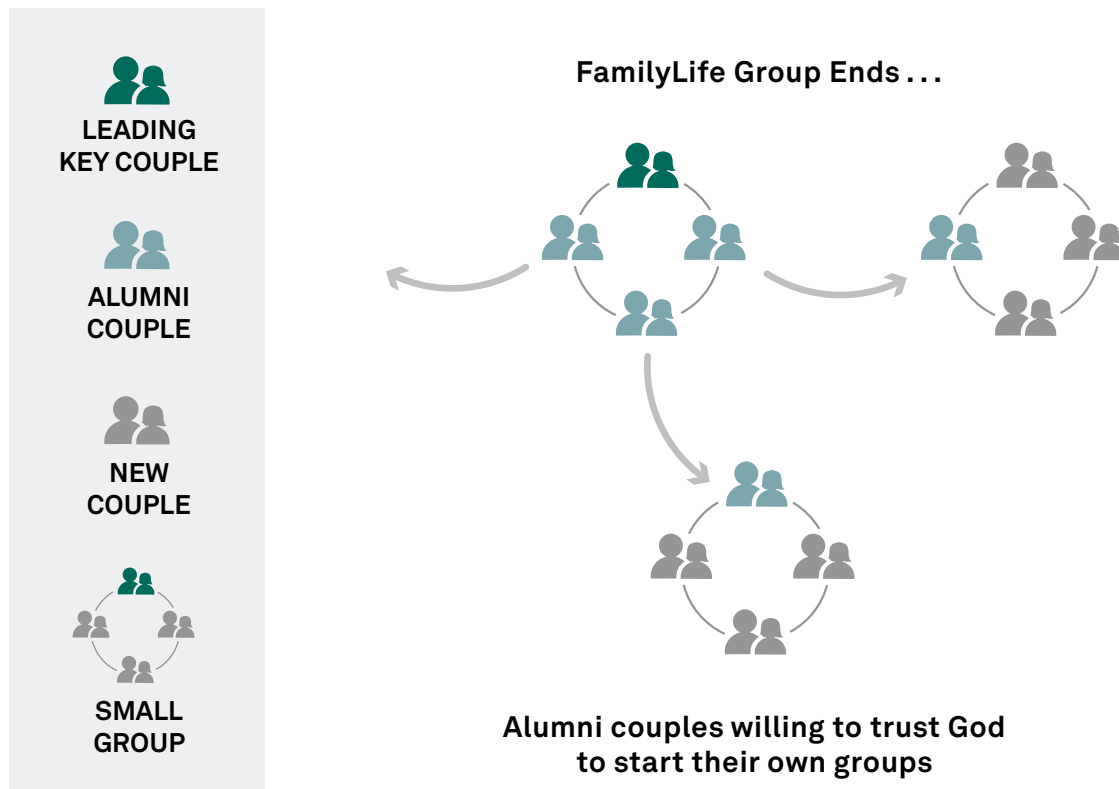 LEADING
KEY COUPLE
ALUMNI
COUPLE
NEW
COUPLE
SMALL
GROUP
FamilyLife Group Ends ...
Alumni couples willing to trust God
to start their own groups